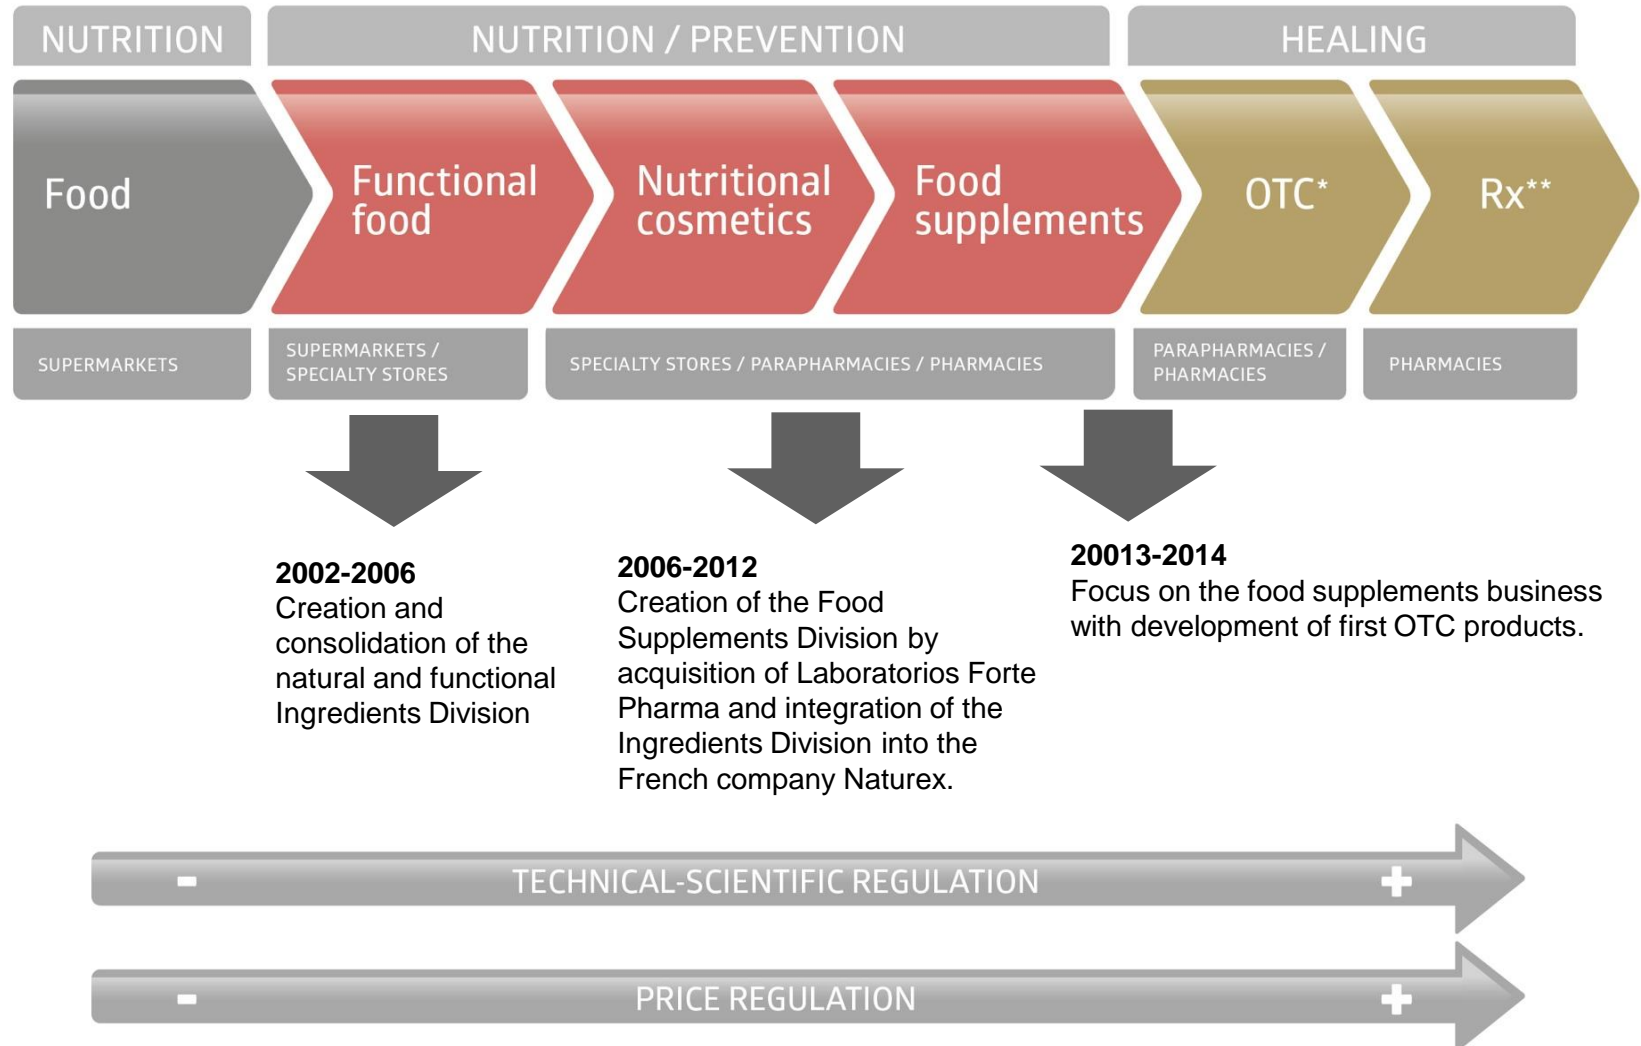 NUTRITION
NUTRITION / PREVENTION
HEALING
Food
Functional
food
Nutritional
cosmetics
Food
supplements
OTC*
Rx**
SUPERMARKETS
SUPERMARKETS /
SPECIALTY STORES
SPECIALTY STORES / PARAPHARMACIES / PHARMACIES
PARAPHARMACIES /
PHARMACIES
PHARMACIES
2002-2006
Creation and
consolidation of the
natural and functional
Ingredients Division
2006-2012
Creation of the Food
Supplements Division by
acquisition of Laboratorios Forte
Pharma and integration of the
Ingredients Division into the
French company Naturex.
20013-2014
Focus on the food supplements business
with development of first OTC products.
- TECHNICAL-SCIENTIFIC REGULATION +
- PRICE REGULATION +